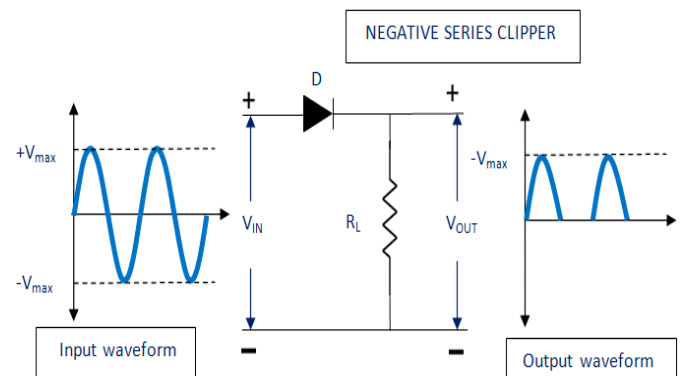 NEGATIVE SERIES CLIPPER
D
+
+
+Vmax
-Vmax
VIN
RL
VOUT
-Vmax
-
-
Input waveform
Output waveform